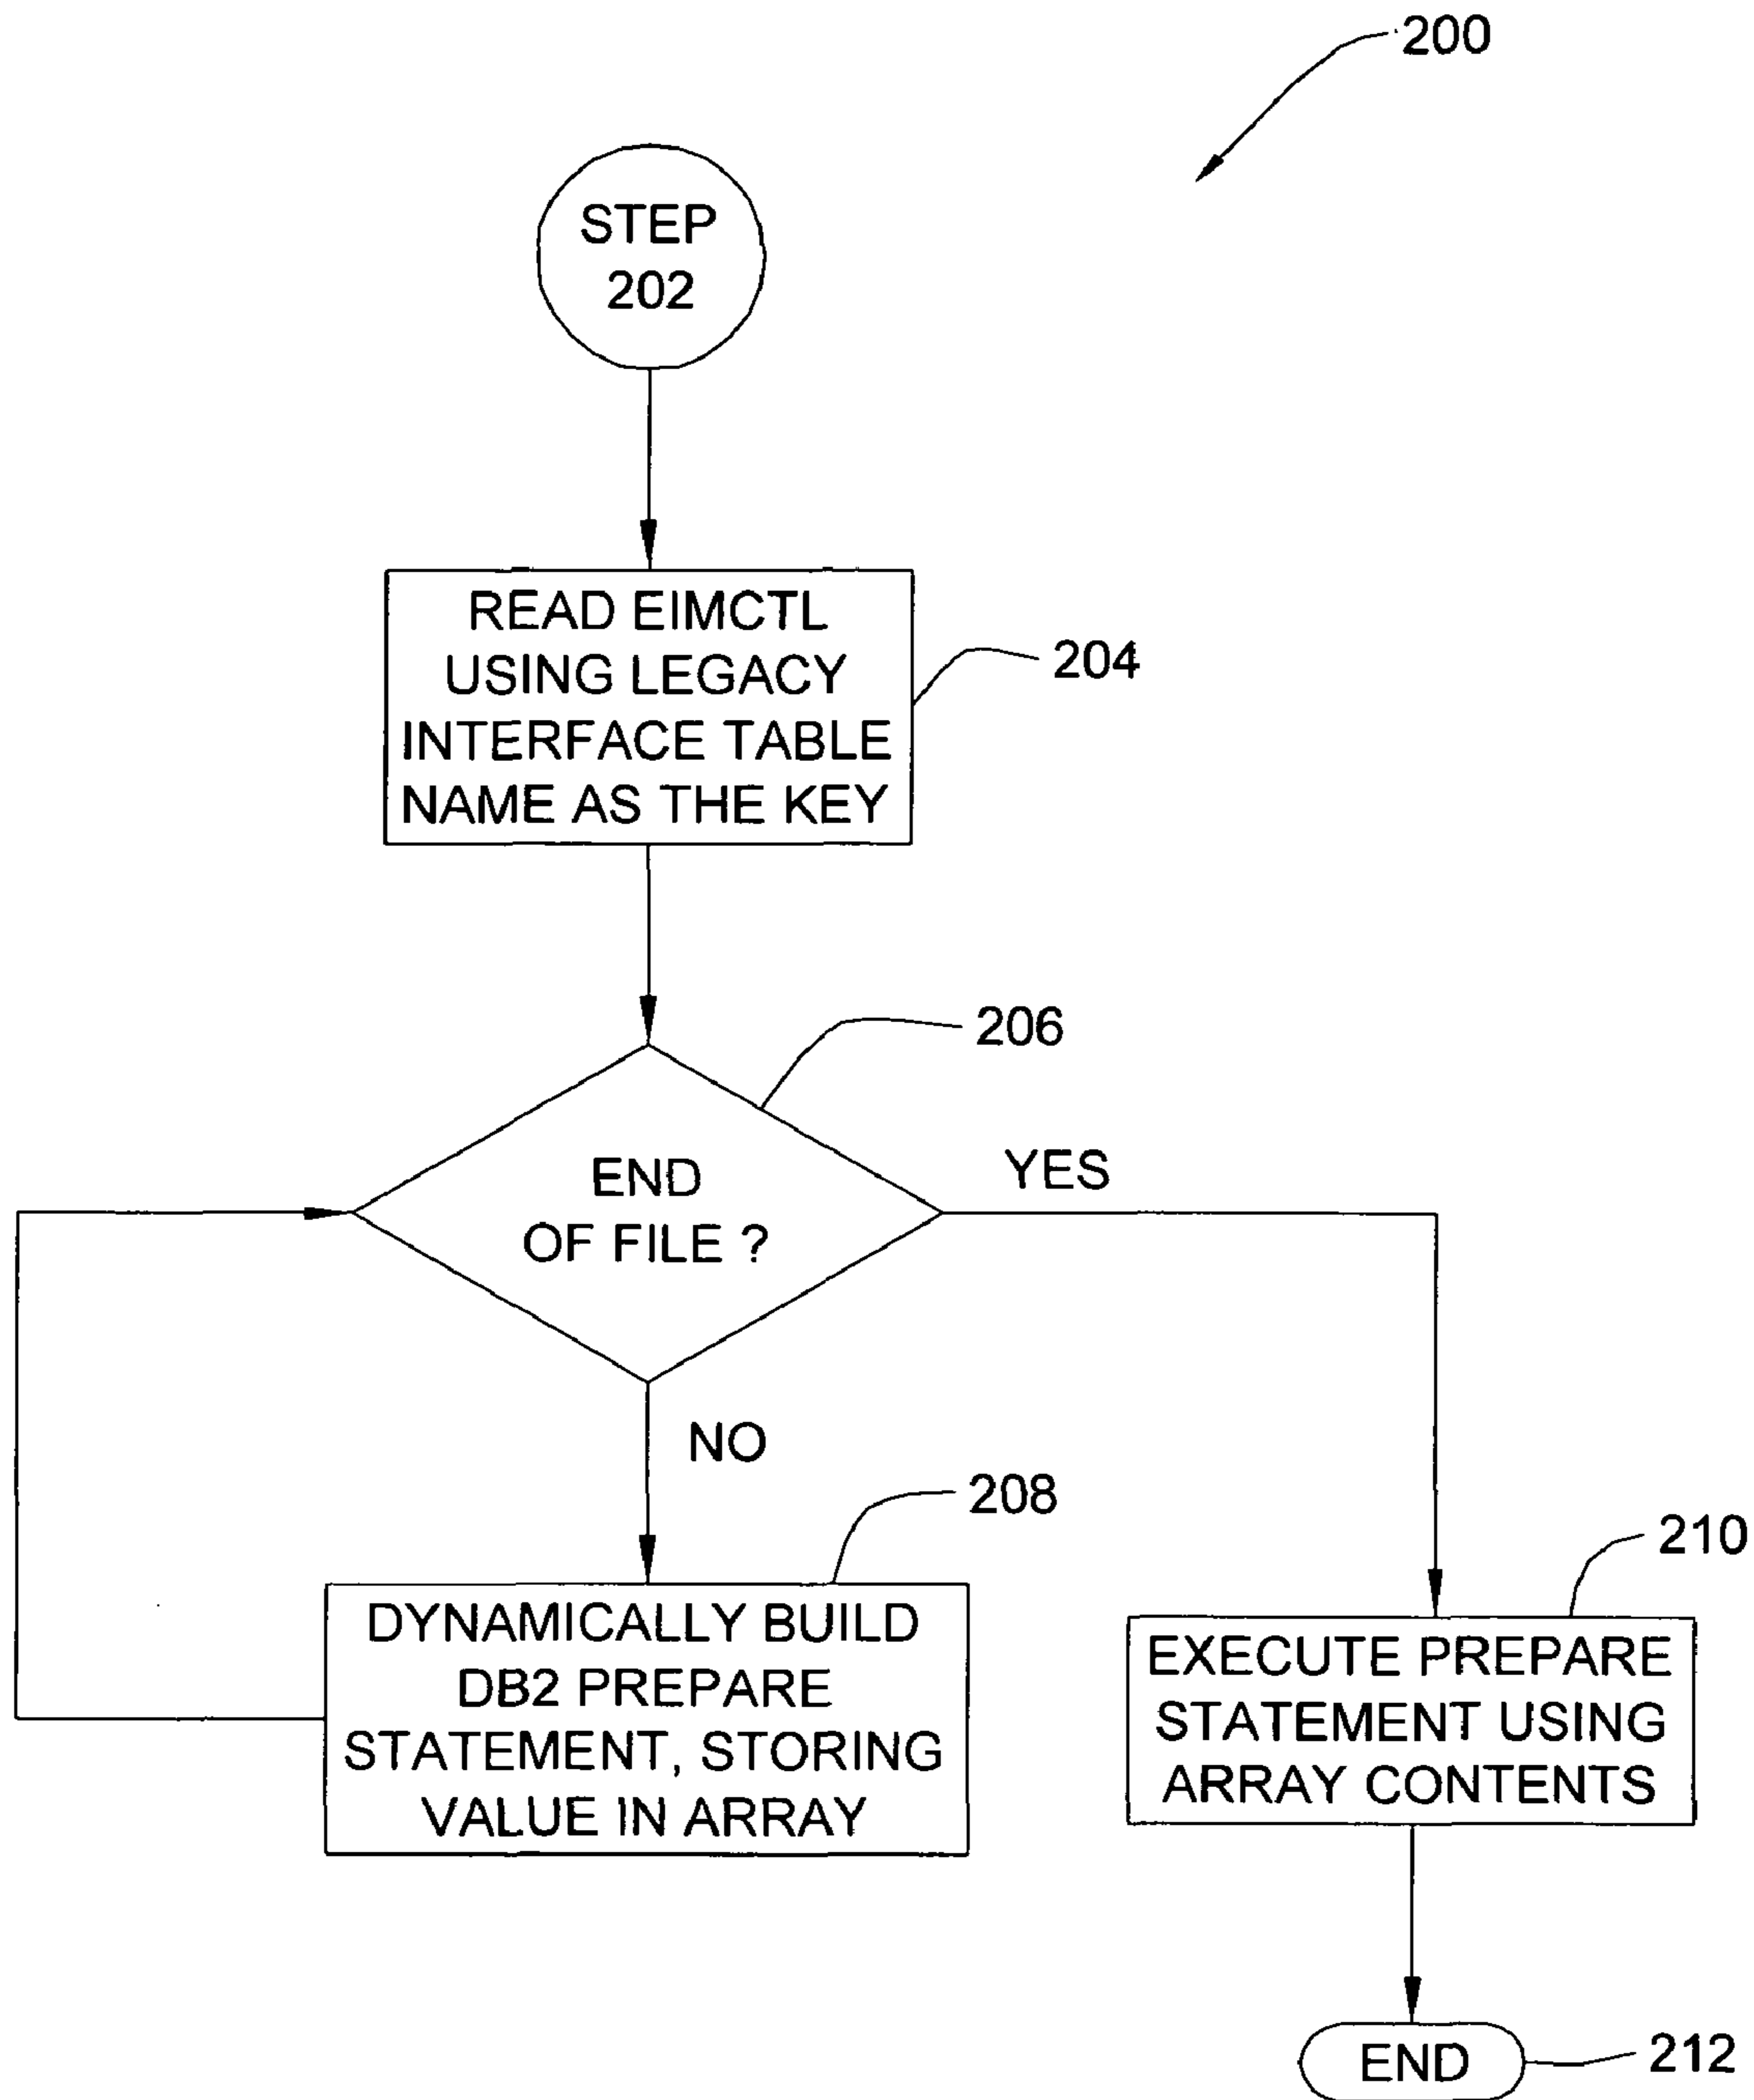 200
STEP
202
READ EIMCTL
USING LEGACY
INTERFACE TABLE
NAME AS THE KEY
204
206
END
OF FILE ?
YES
NO
208
DYNAMICALLY BUILD
DB2 PREPARE
STATEMENT, STORING
VALUE IN ARRAY
210
EXECUTE PREPARE
STATEMENT USING
ARRAY CONTENTS
END
212